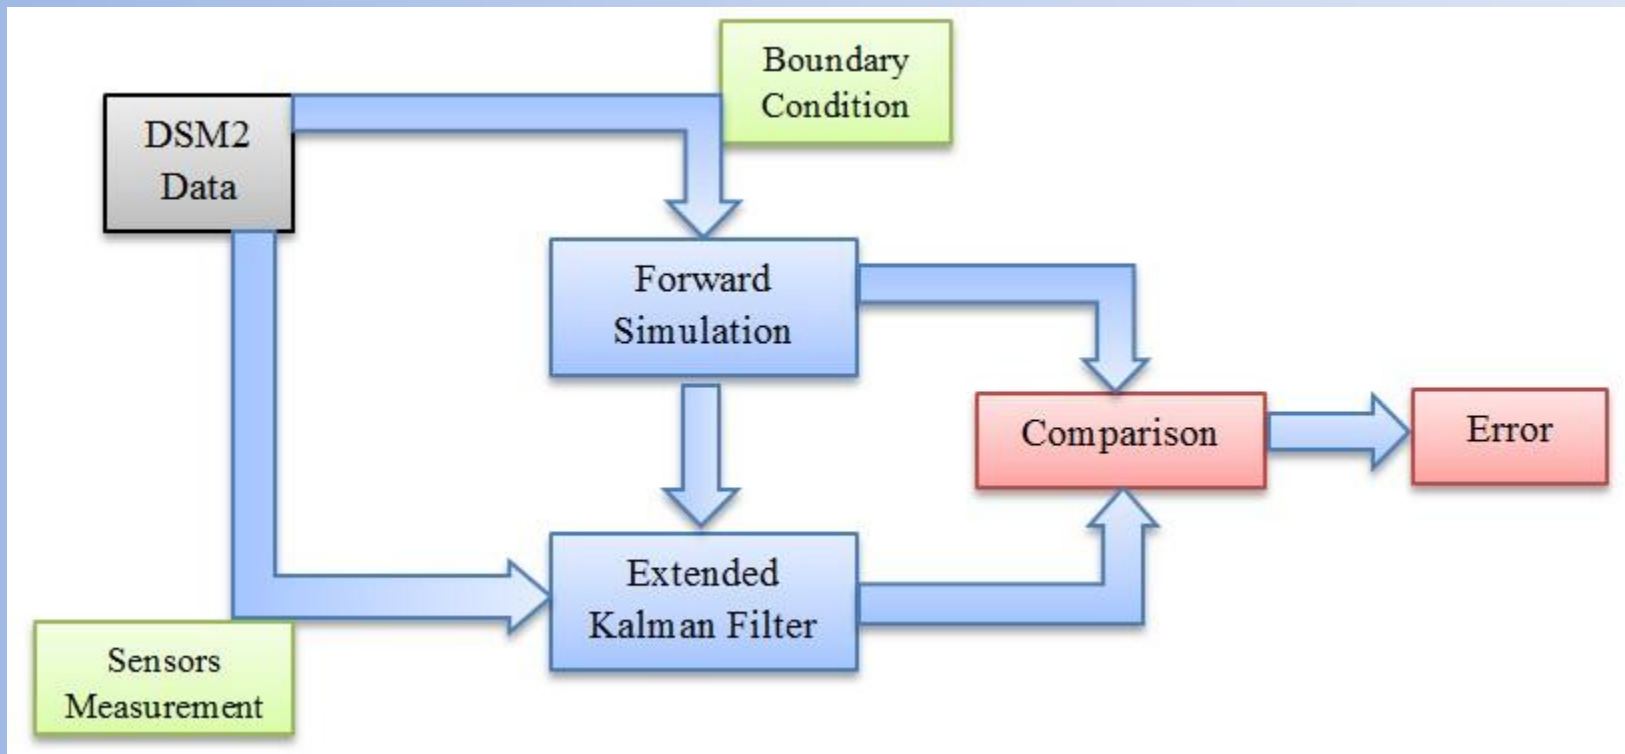 Boundary
Condition
DSM2
Data
Forward
Simulation
Comparison
Error
Extended
Kalman Filter
Sensors
Measurement